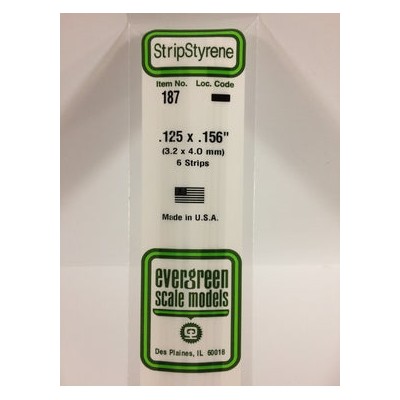 StripStyrene
Item No. Loc. Code
187
.125 x .156"
(3.2 x 4.0 mm)
6 Strips
Made in U.S.A.
evergreen
scale models
Des Plaines, IL 60018